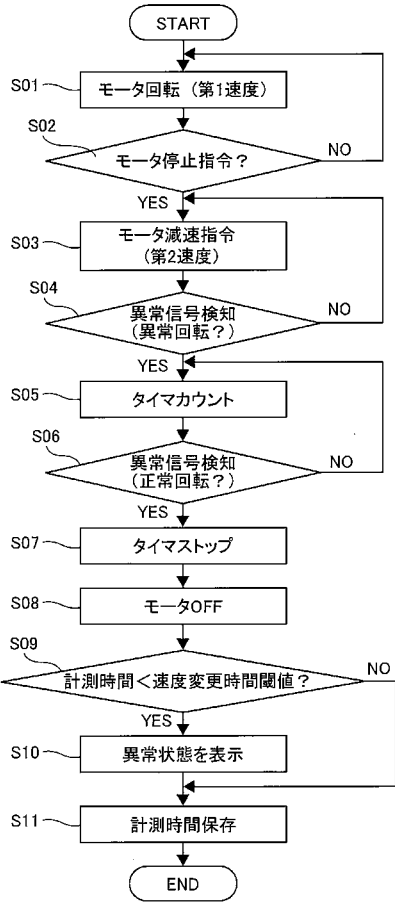 START
S01
モータ回転 (第1速度)
S02
モータ停止指令？
NO
YES
S03
モータ減速指令
(第2速度)
S04
異常信号検知
(異常回転？)
NO
YES
S05
タイマカウント
S06
異常信号検知
(正常回転？)
NO
YES
S07
タイマストップ
S08
モータOFF
S09
計測時間＜速度変更時間閾値？
NO
YES
S10
異常状態を表示
S11
計測時間保存
END